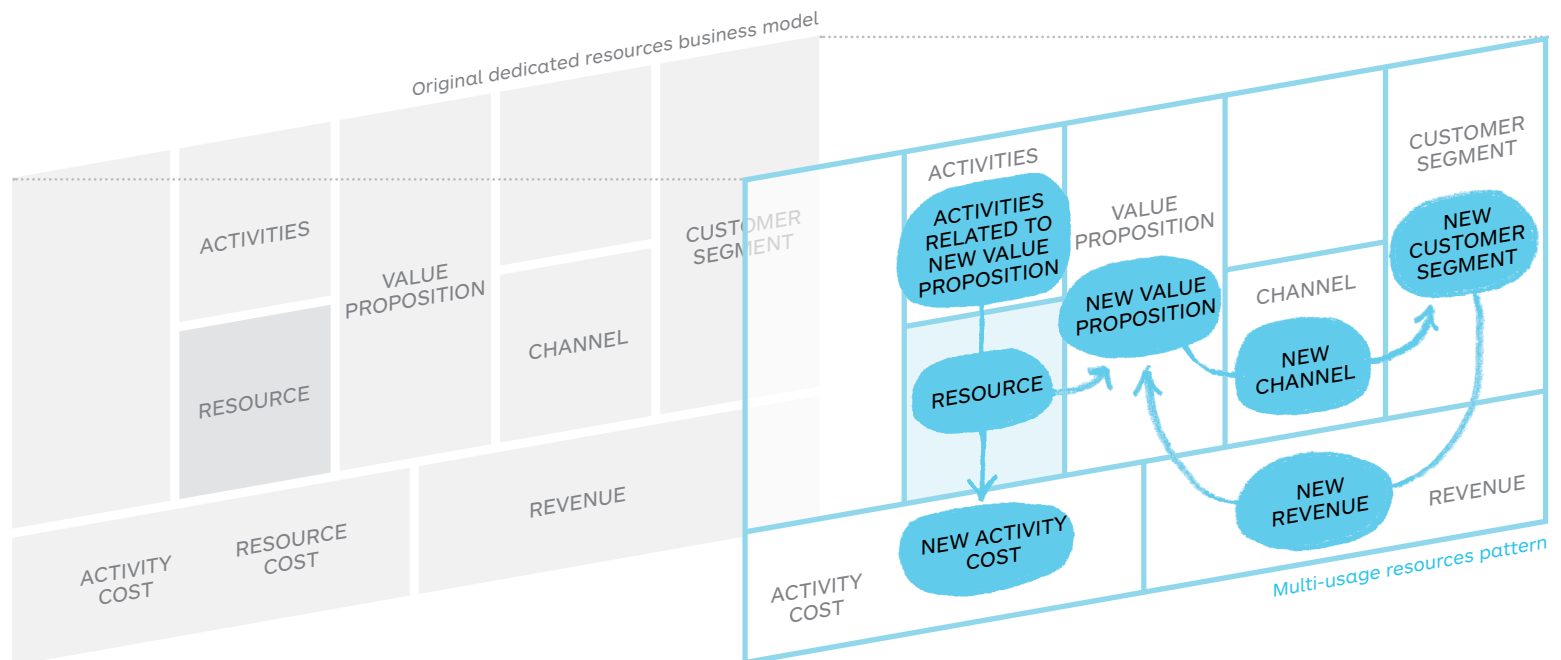 Original dedicated resources business model
ACTIVITIES
RESOURCE
VALUE
PROPOSITION
CHANNEL
CUSTOMER
SEGMENT
ACTIVITY
COST
RESOURCE
COST
REVENUE
ACTIVITIES
ACTIVITIES
RELATED TO
NEW VALUE
PROPOSITION
RESOURCE
VALUE
PROPOSITION
NEW VALUE
PROPOSITION
CHANNEL
NEW
CHANNEL
CUSTOMER
SEGMENT
NEW
CUSTOMER
SEGMENT
ACTIVITY
COST
NEW ACTIVITY
COST
NEW
REVENUE
REVENUE
Multi-usage resources pattern